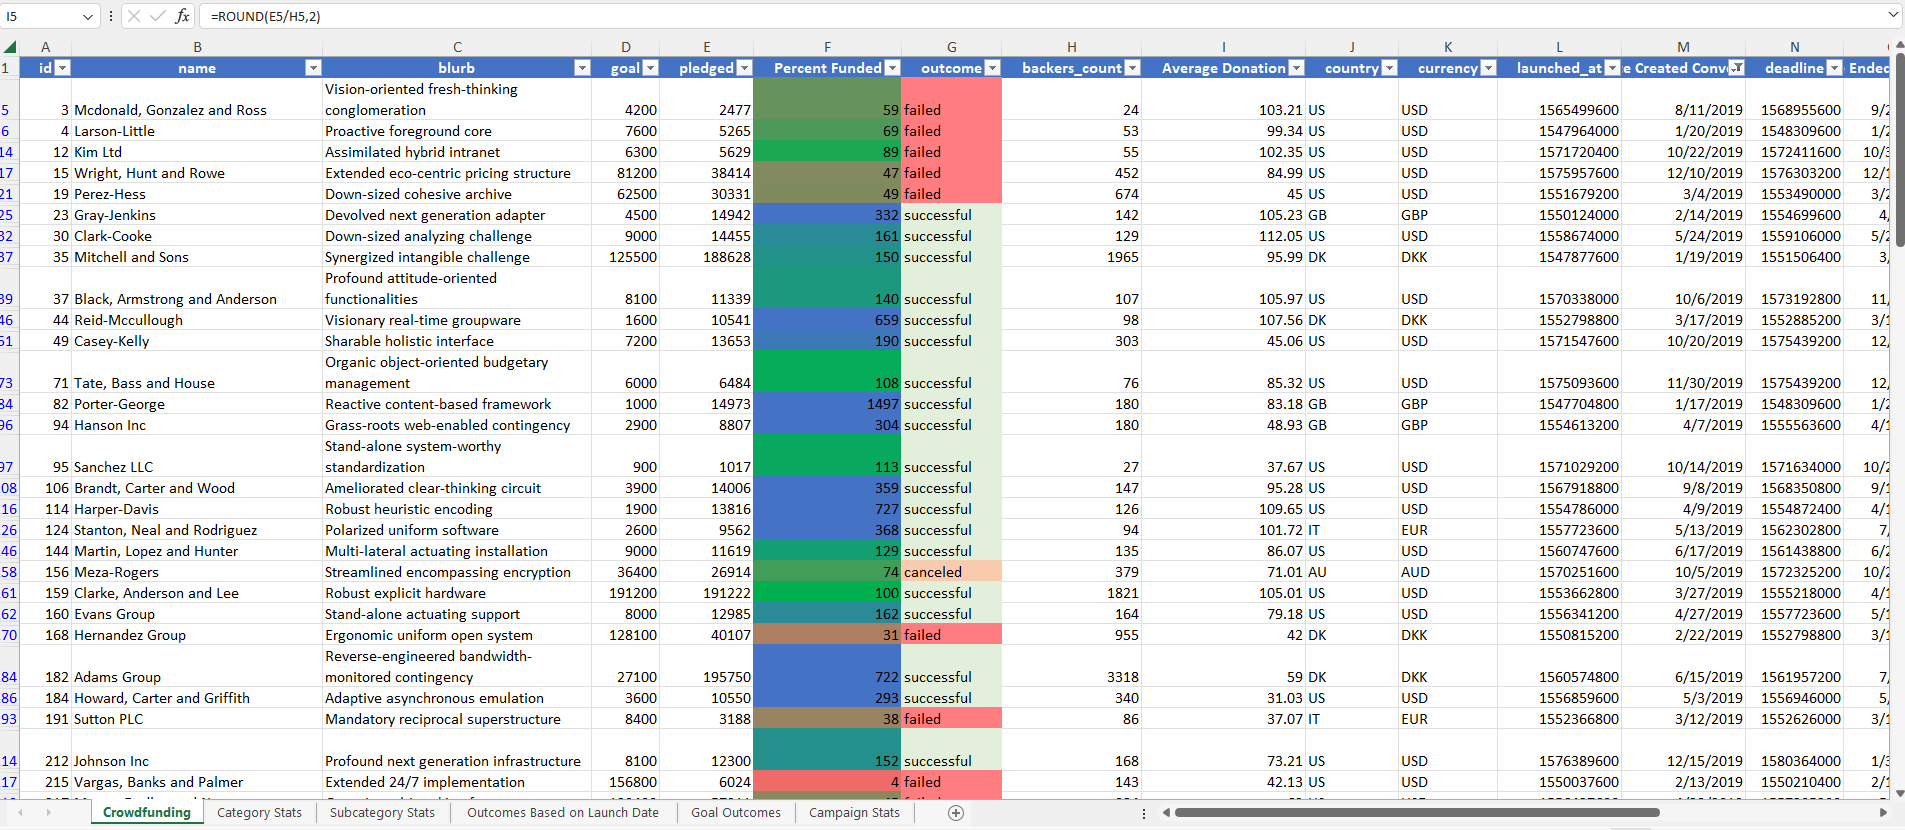 I5 =ROUND(E5/H5,2)
A B C D E F G H I J K L M N
1 id name blurb goal pledged Percent Funded outcome backers_count Average Donation country currency launched_at e Created Conv deadline Ended
Vision-oriented fresh-thinking
5 3 Mcdonald, Gonzalez and Ross conglomeration 4200 2477 59 failed 24 103.21 US USD 1565499600 8/11/2019 1568955600 9/2
6 4 Larson-Little Proactive foreground core 7600 5265 69 failed 53 99.34 US USD 1547964000 1/20/2019 1548309600 1/2
14 12 Kim Ltd Assimilated hybrid intranet 6300 5629 89 failed 55 102.35 US USD 1571720400 10/22/2019 1572411600 10/3
17 15 Wright, Hunt and Rowe Extended eco-centric pricing structure 81200 38414 47 failed 452 84.99 US USD 1575957600 12/10/2019 1576303200 12/1
21 19 Perez-Hess Down-sized cohesive archive 62500 30331 49 failed 674 45 US USD 1551679200 3/4/2019 1553490000 3/2
25 23 Gray-Jenkins Devolved next generation adapter 4500 14942 332 successful 142 105.23 GB GBP 1550124000 2/14/2019 1554699600 4/
32 30 Clark-Cooke Down-sized analyzing challenge 9000 14455 161 successful 129 112.05 US USD 1558674000 5/24/2019 1559106000 5/2
37 35 Mitchell and Sons Synergized intangible challenge 125500 188628 150 successful 1965 95.99 DK DKK 1547877600 1/19/2019 1551506400 3/
Profound attitude-oriented
39 37 Black, Armstrong and Anderson functionalities 8100 11339 140 successful 107 105.97 US USD 1570338000 10/6/2019 1573192800 11/
46 44 Reid-Mccullough Visionary real-time groupware 1600 10541 659 successful 98 107.56 DK DKK 1552798800 3/17/2019 1552885200 3/1
51 49 Casey-Kelly Sharable holistic interface 7200 13653 190 successful 303 45.06 US USD 1571547600 10/20/2019 1575439200 12/
Organic object-oriented budgetary
73 71 Tate, Bass and House management 6000 6484 108 successful 76 85.32 US USD 1575093600 11/30/2019 1575439200 12/
84 82 Porter-George Reactive content-based framework 1000 14973 1497 successful 180 83.18 GB GBP 1547704800 1/17/2019 1548309600 1/2
96 94 Hanson Inc Grass-roots web-enabled contingency 2900 8807 304 successful 180 48.93 GB GBP 1554613200 4/7/2019 1555563600 4/1
Stand-alone system-worthy
97 95 Sanchez LLC standardization 900 1017 113 successful 27 37.67 US USD 1571029200 10/14/2019 1571634000 10/2
08 106 Brandt, Carter and Wood Ameliorated clear-thinking circuit 3900 14006 359 successful 147 95.28 US USD 1567918800 9/8/2019 1568350800 9/1
16 114 Harper-Davis Robust heuristic encoding 1900 13816 727 successful 126 109.65 US USD 1554786000 4/9/2019 1554872400 4/1
26 124 Stanton, Neal and Rodriguez Polarized uniform software 2600 9562 368 successful 94 101.72 IT EUR 1557723600 5/13/2019 1562302800 7/
46 144 Martin, Lopez and Hunter Multi-lateral actuating installation 9000 11619 129 successful 135 86.07 US USD 1560747600 6/17/2019 1561438800 6/2
58 156 Meza-Rogers Streamlined encompassing encryption 36400 26914 74 canceled 379 71.01 AU AUD 1570251600 10/5/2019 1572325200 10/2
61 159 Clarke, Anderson and Lee Robust explicit hardware 191200 191222 100 successful 1821 105.01 US USD 1553662800 3/27/2019 1555218000 4/1
62 160 Evans Group Stand-alone actuating support 8000 12985 162 successful 164 79.18 US USD 1556341200 4/27/2019 1557723600 5/1
70 168 Hernandez Group Ergonomic uniform open system 128100 40107 31 failed 955 42 DK DKK 1550815200 2/22/2019 1552798800 3/1
Reverse-engineered bandwidth-
84 182 Adams Group monitored contingency 27100 195750 722 successful 3318 59 DK DKK 1560574800 6/15/2019 1561957200 7/
86 184 Howard, Carter and Griffith Adaptive asynchronous emulation 3600 10550 293 successful 340 31.03 US USD 1556859600 5/3/2019 1556946000 5/
93 191 Sutton PLC Mandatory reciprocal superstructure 8400 3188 38 failed 86 37.07 IT EUR 1552366800 3/12/2019 1552626000 3/1
14 212 Johnson Inc Profound next generation infrastructure 8100 12300 152 successful 168 73.21 US USD 1576389600 12/15/2019 1580364000 1/3
17 215 Vargas, Banks and Palmer Extended 24/7 implementation 156800 6024 4 failed 143 42.13 US USD 1550037600 2/13/2019 1550210400 2/1
Crowdfunding Category Stats Subcategory Stats Outcomes Based on Launch Date Goal Outcomes Campaign Stats